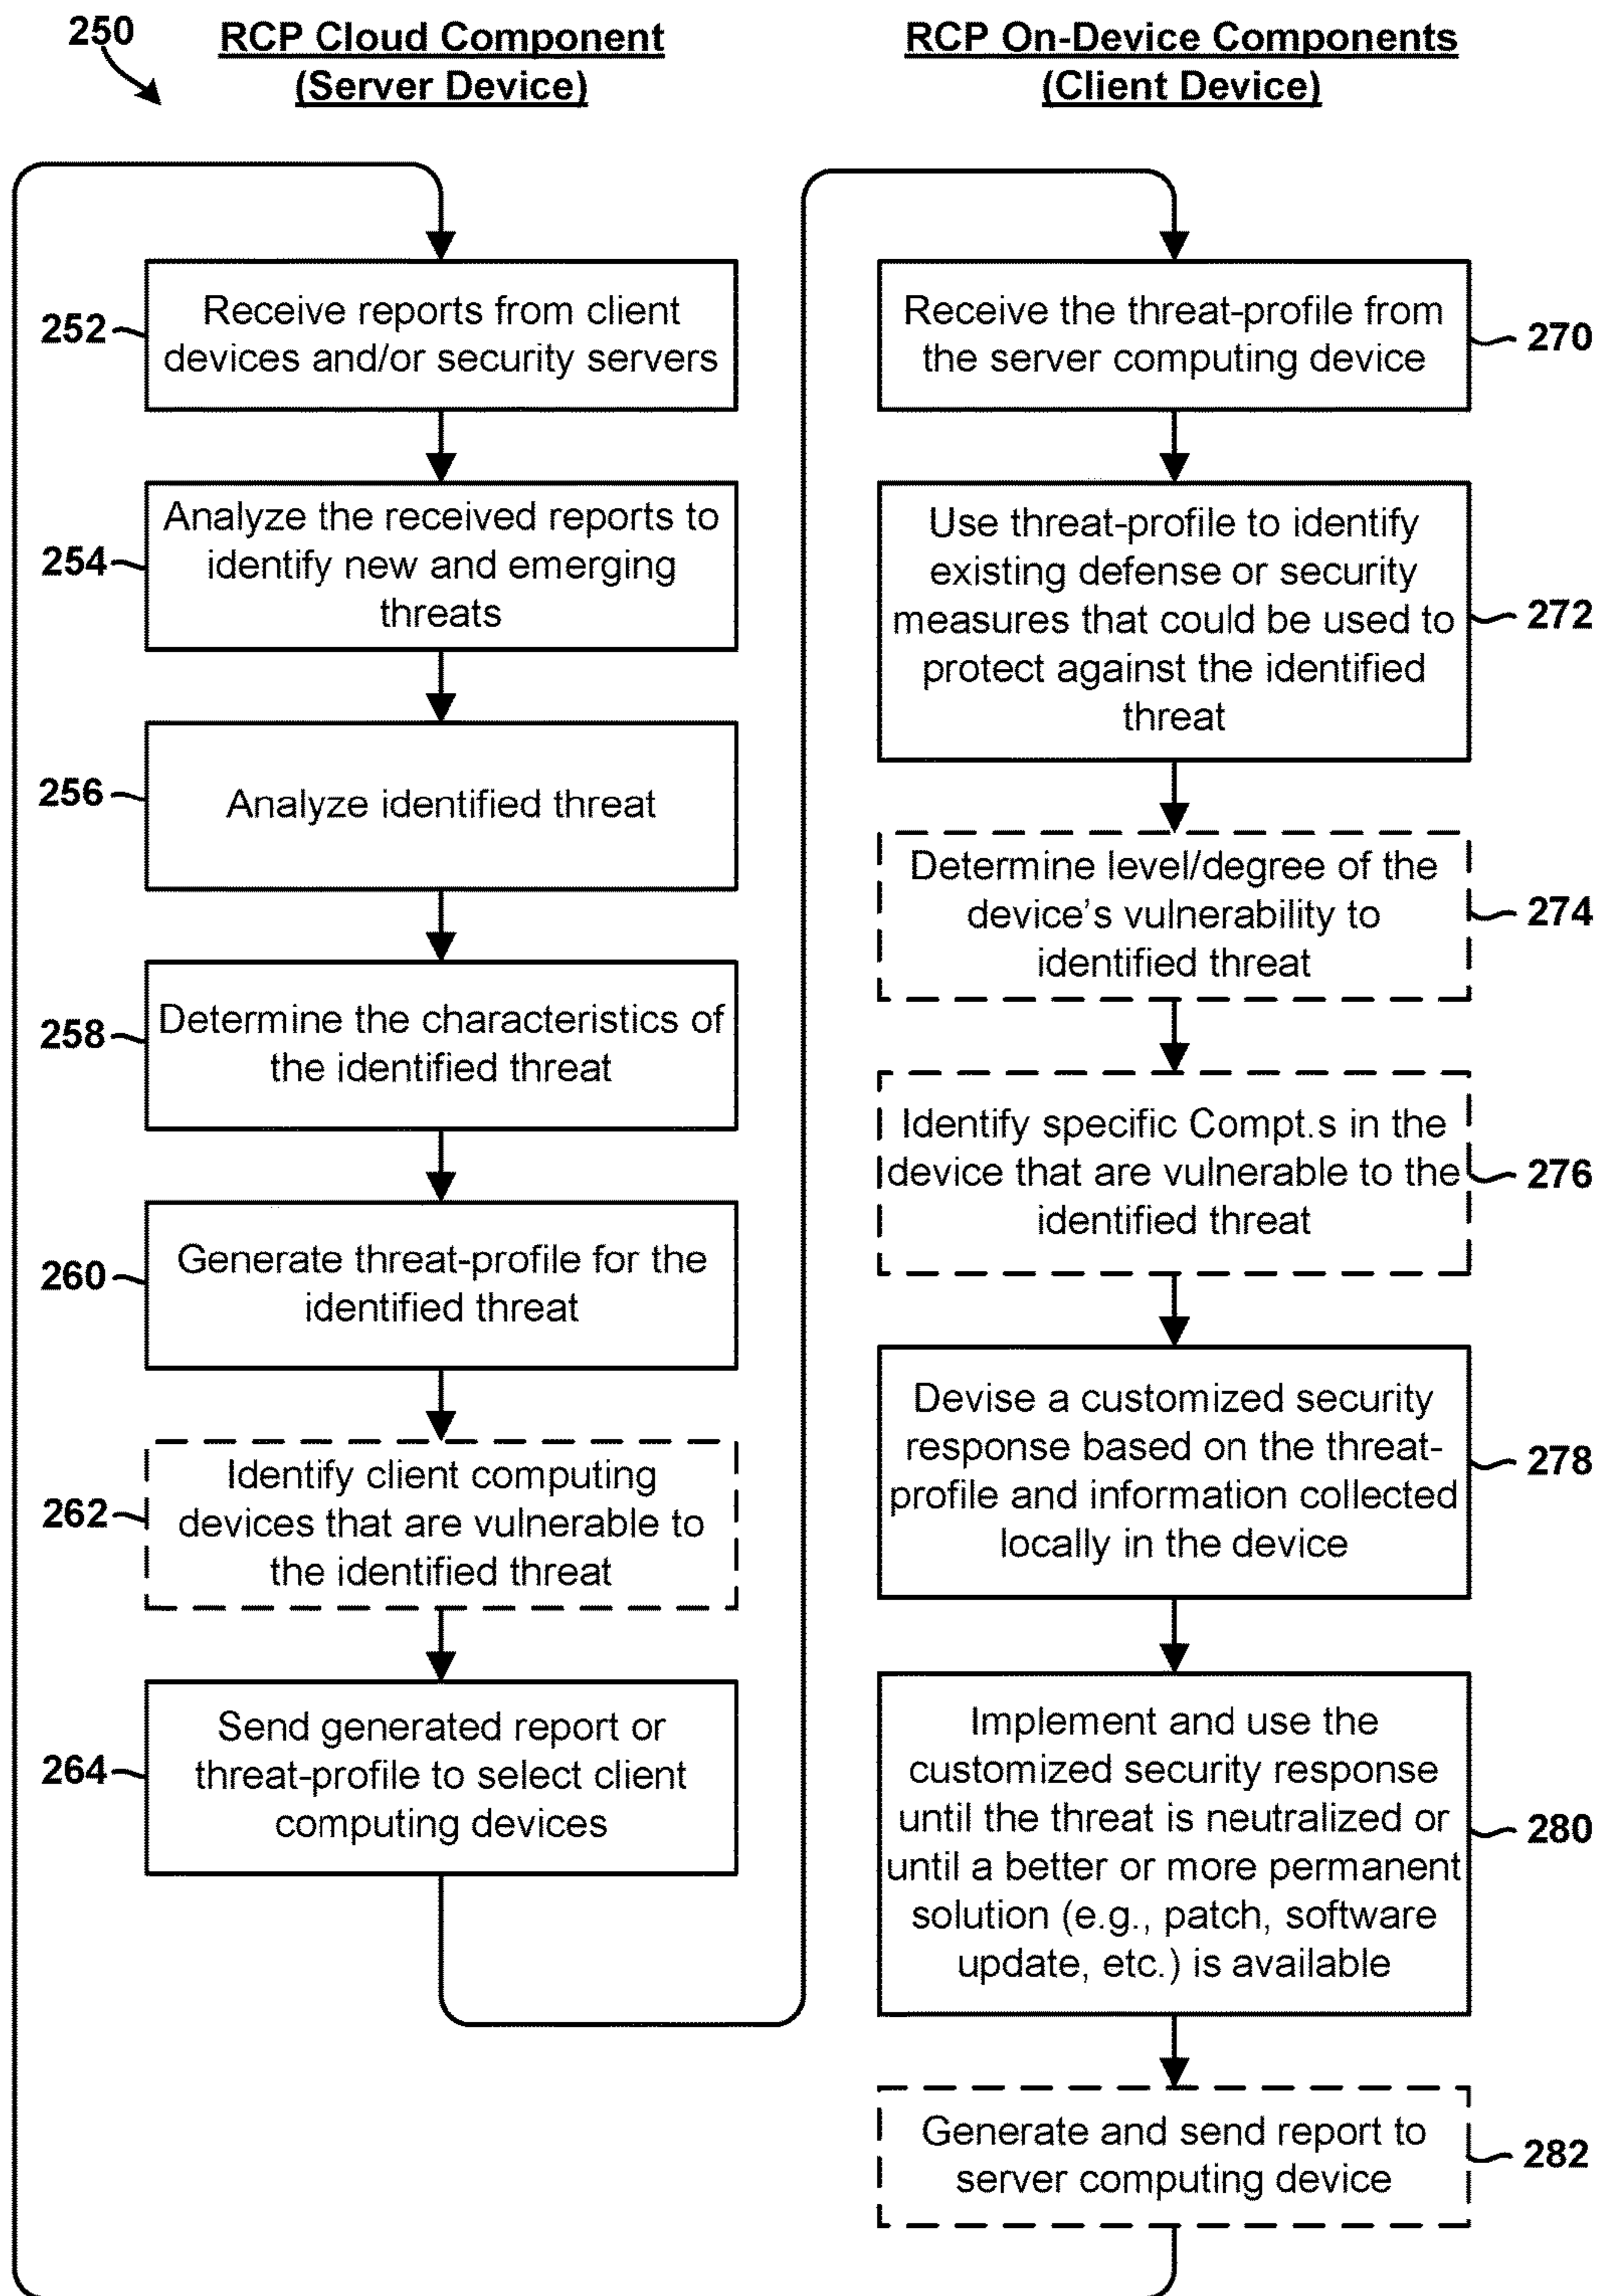 250
RCP Cloud Component
(Server Device)
252
Receive reports from client
devices and/or security servers
254
Analyze the received reports to
identify new and emerging
threats
256
Analyze identified threat
258
Determine the characteristics of
the identified threat
260
Generate threat-profile for the
identified threat
262
Identify client computing
devices that are vulnerable to
the identified threat
264
Send generated report or
threat-profile to select client
computing devices
RCP On-Device Components
(Client Device)
Receive the threat-profile from
the server computing device
270
Use threat-profile to identify
existing defense or security
measures that could be used to
protect against the identified
threat
272
Determine level/degree of the
device's vulnerability to
identified threat
274
Identify specific Compt.s in the
device that are vulnerable to the
identified threat
276
Devise a customized security
response based on the threat-
profile and information collected
locally in the device
278
Implement and use the
customized security response
until the threat is neutralized or
until a better or more permanent
solution (e.g., patch, software
update, etc.) is available
280
Generate and send report to
server computing device
282